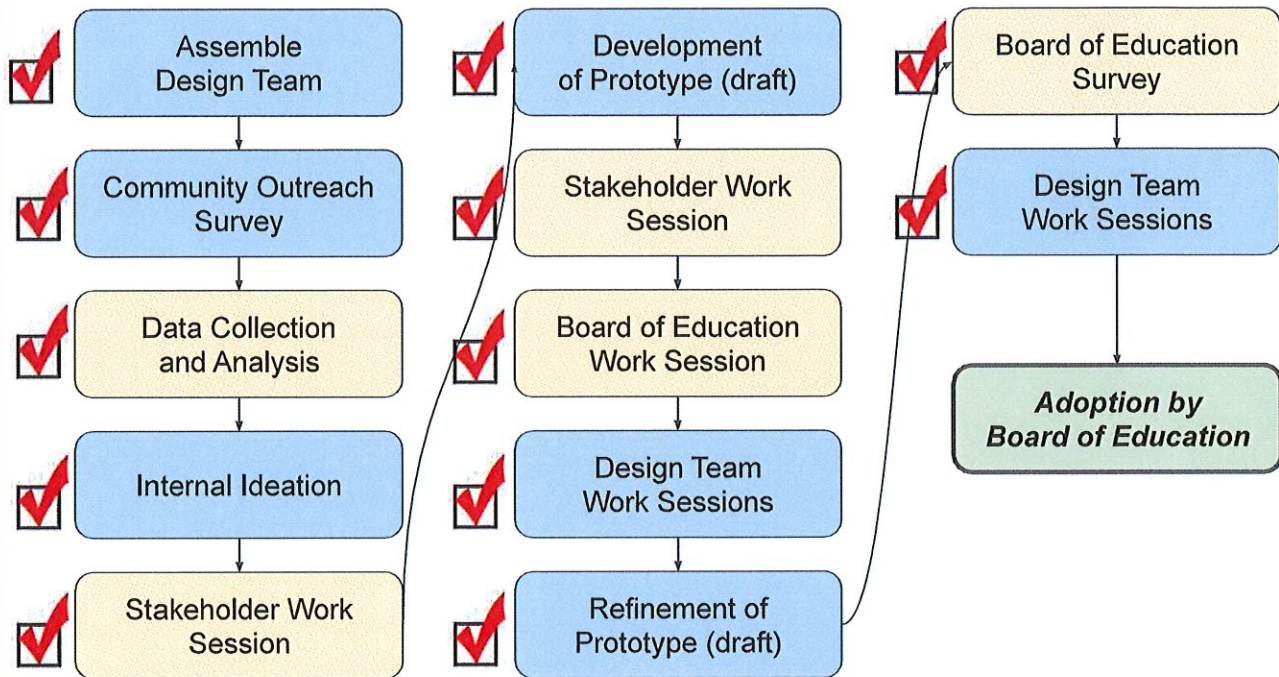 Assemble
Design Team
Community Outreach
Survey
Data Collection
and Analysis
Internal Ideation
Stakeholder Work
Session
Development
of Prototype (draft)
Stakeholder Work
Session
Board of Education
Work Session
Design Team
Work Sessions
Refinement of
Prototype (draft)
Board of Education
Survey
Design Team
Work Sessions
Adoption by
Board of Education